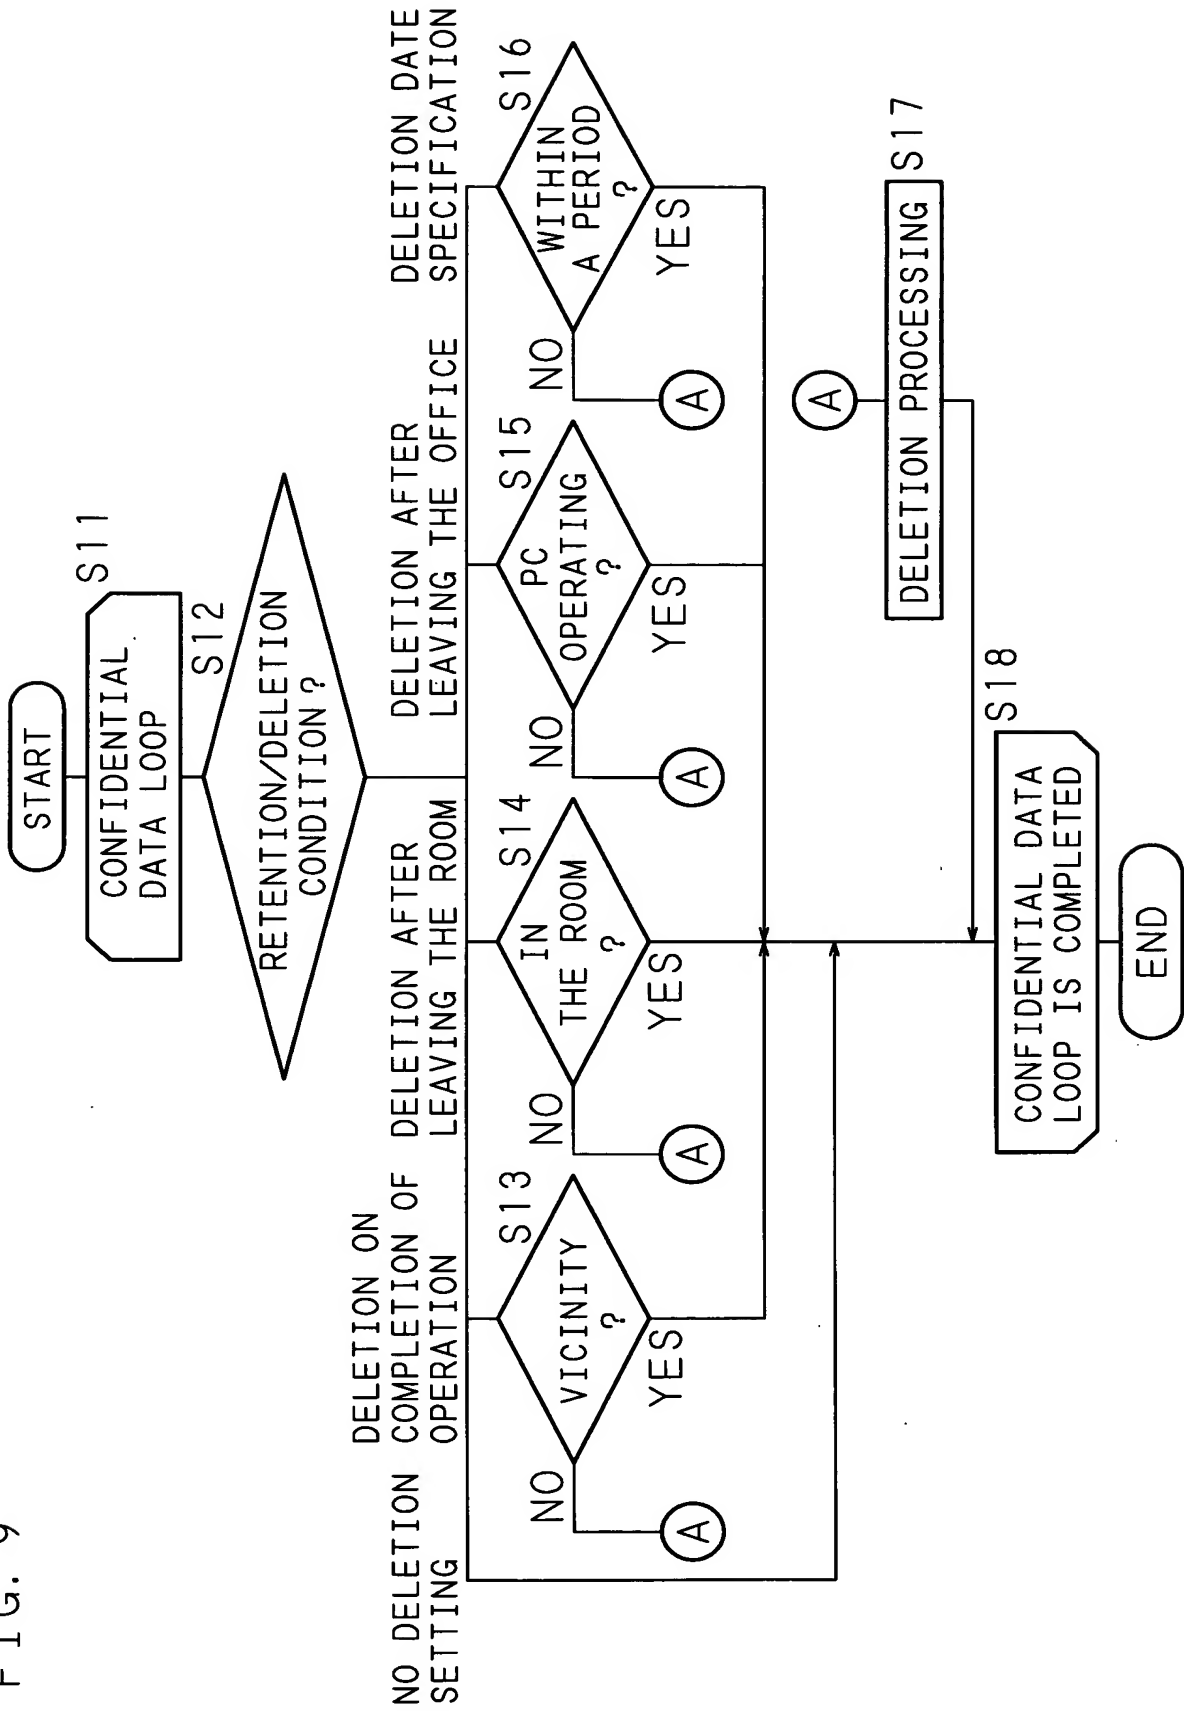 FIG. 9
START
S11
CONFIDENTIAL
DATA LOOP
S12
RETENTION/DELETION
CONDITION ?
NO DELETION
SETTING
DELETION ON
COMPLETION OF
OPERATION
DELETION AFTER
LEAVING THE ROOM
DELETION AFTER
LEAVING THE OFFICE
DELETION DATE
SPECIFICATION
S13
VICINITY
?
NO
YES
A
S14
IN
THE ROOM
?
NO
YES
A
S15
PC
OPERATING
?
NO
YES
A
S16
WITHIN
A PERIOD
?
NO
YES
A
A
S17
DELETION PROCESSING
S18
CONFIDENTIAL DATA
LOOP IS COMPLETED
END